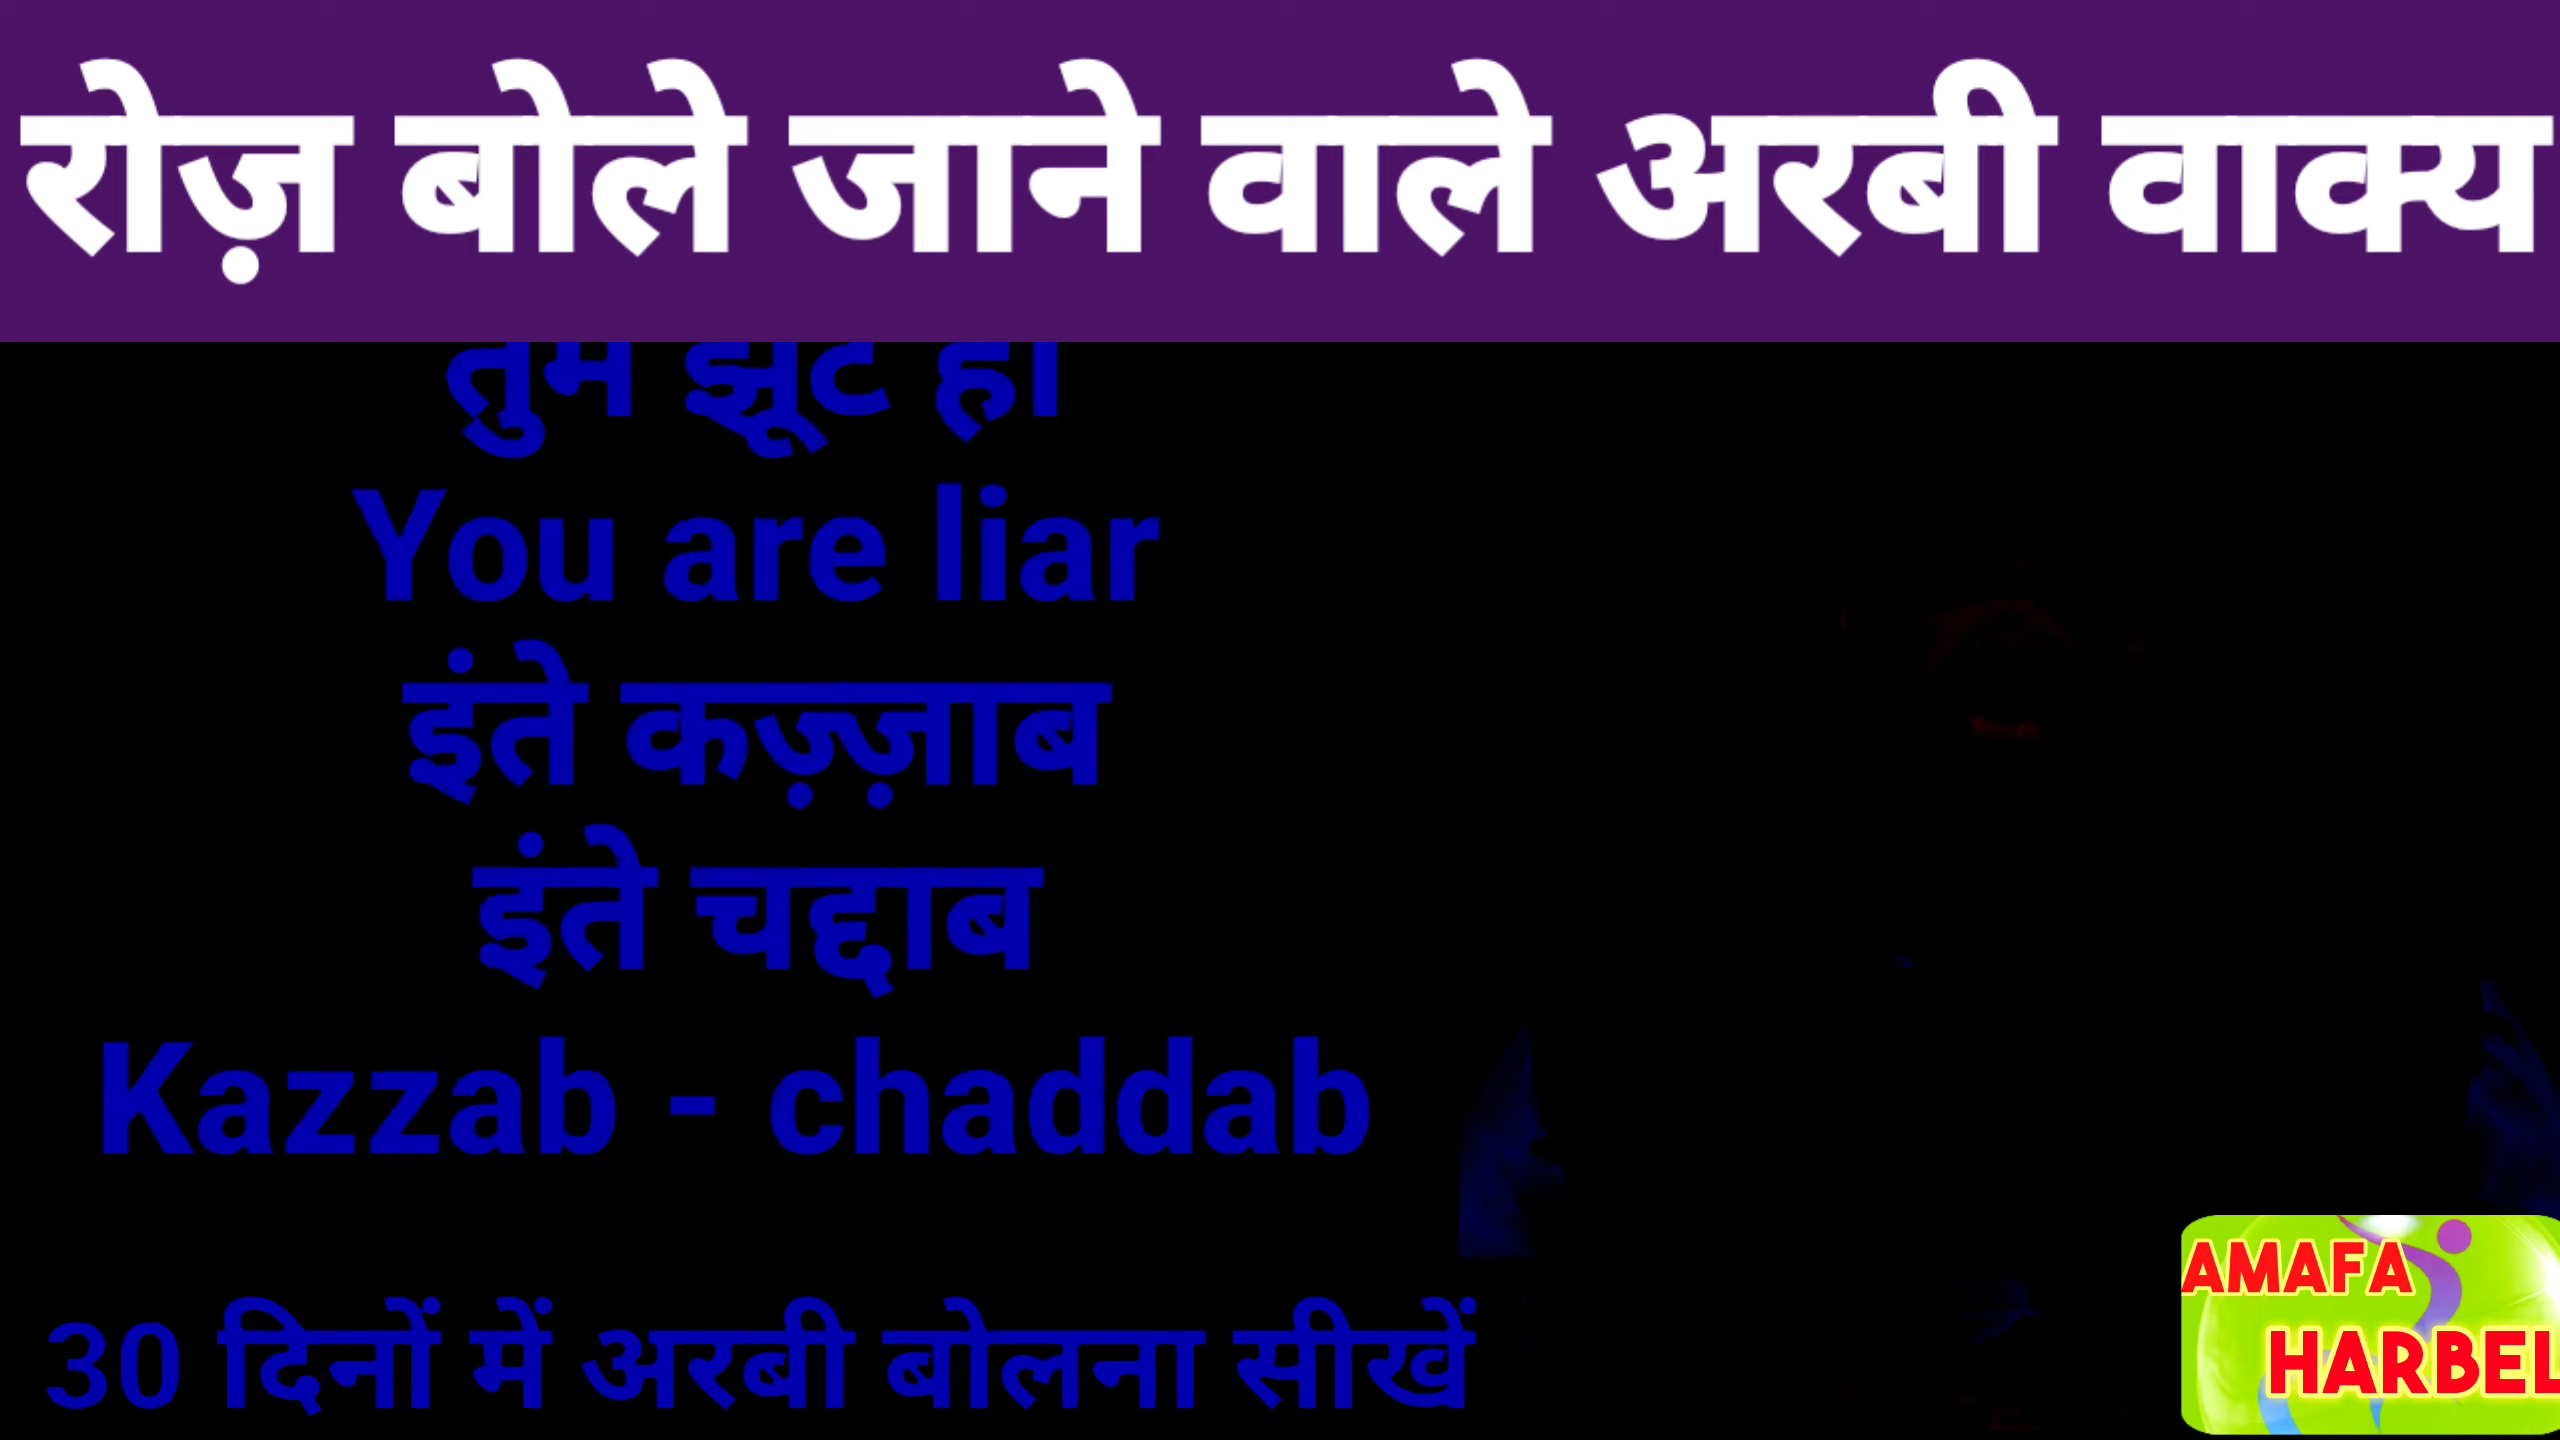 रोज़ बोले जाने वाले अरबी वाक्य
तुम झूट हो
You are liar
इंते कज़्ज़ाब
इंते चद्दाब
Kazzab - chaddab
30 दिनों में अरबी बोलना सीखें
AMAFA
HARBEL